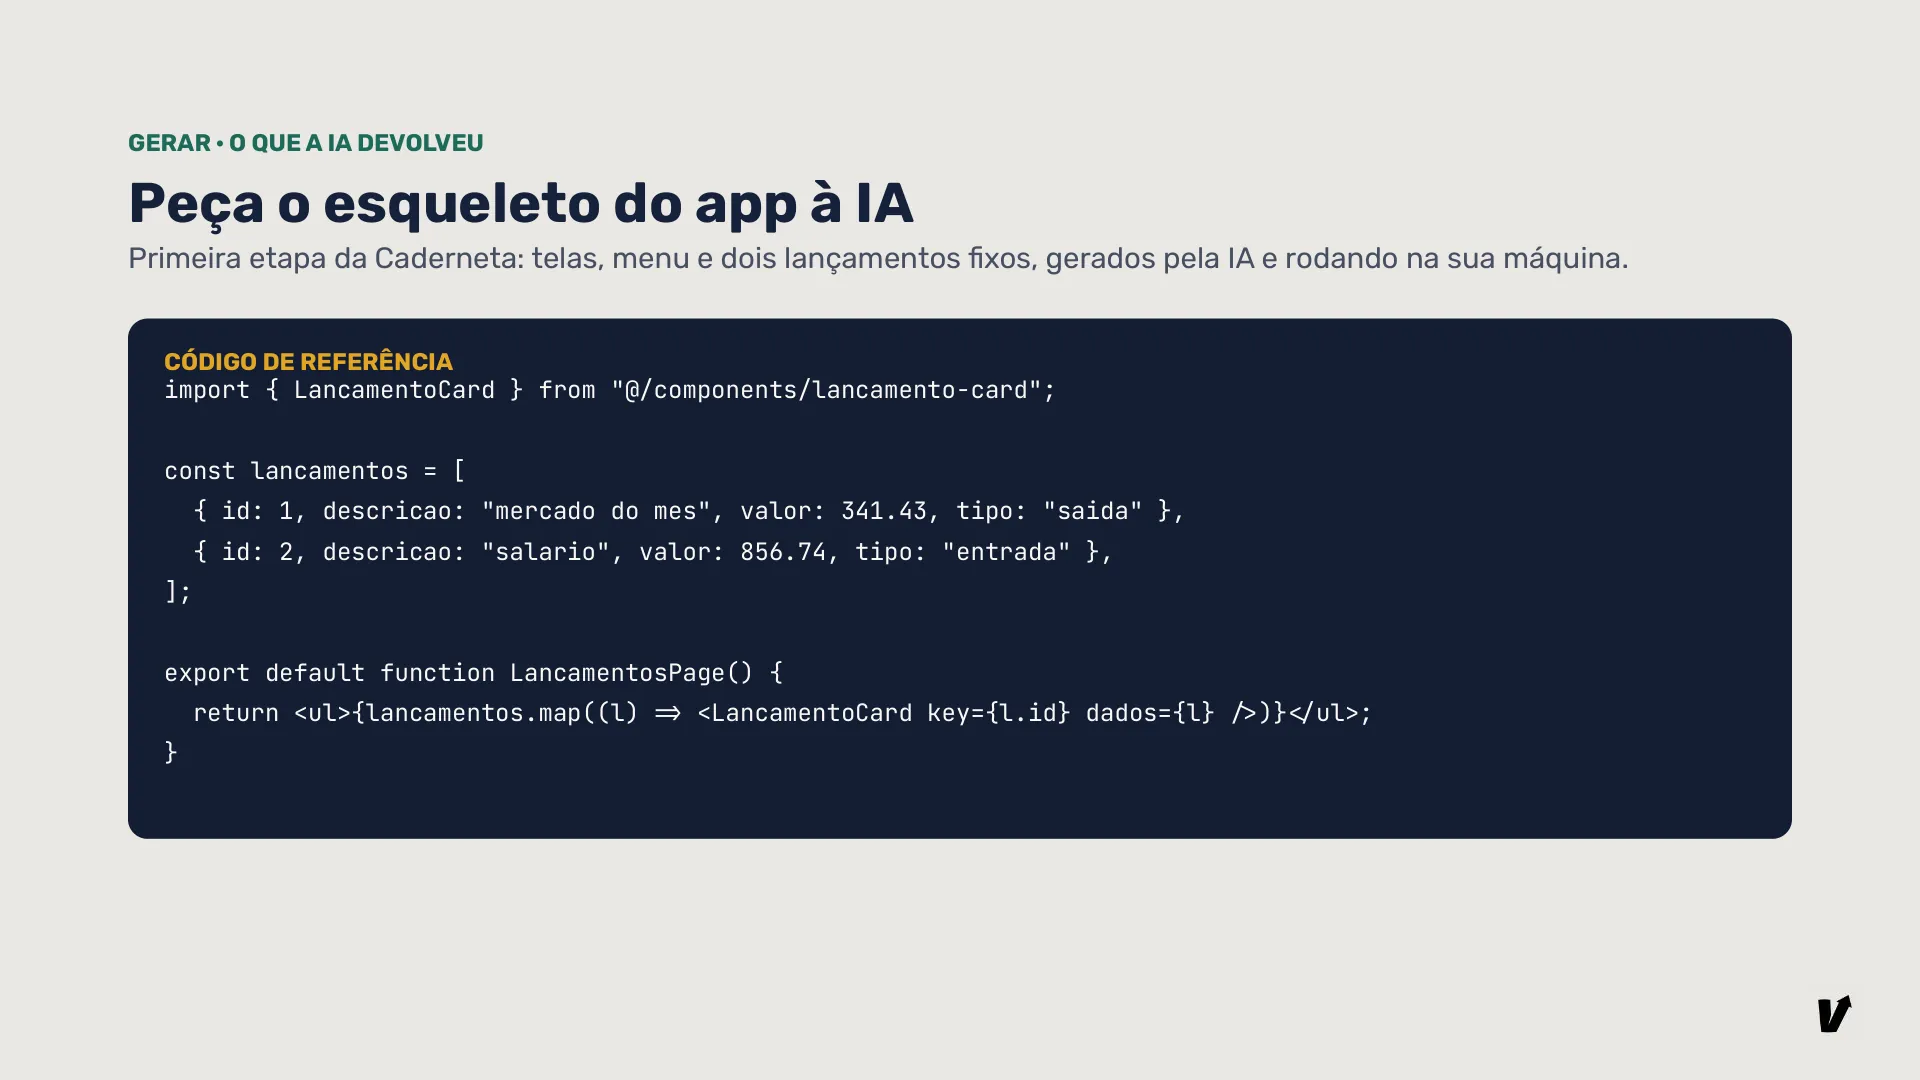 GERAR • O QUE A IA DEVOLVEU
Peça o esqueleto do app à IA
Primeira etapa da Caderneta: telas, menu e dois lançamentos fixos, gerados pela IA e rodando na sua máquina.
CÓDIGO DE REFERÊNCIA
import { LancamentoCard } from "@/components/lancamento-card";
const lancamentos = [
  { id: 1, descricao: "mercado do mes", valor: 341.43, tipo: "saida" },
  { id: 2, descricao: "salario", valor: 856.74, tipo: "entrada" },
];
export default function LancamentosPage() {
  return <ul>{lancamentos.map((l) => <LancamentoCard key={l.id} dados={l} />)}</ul>;
}